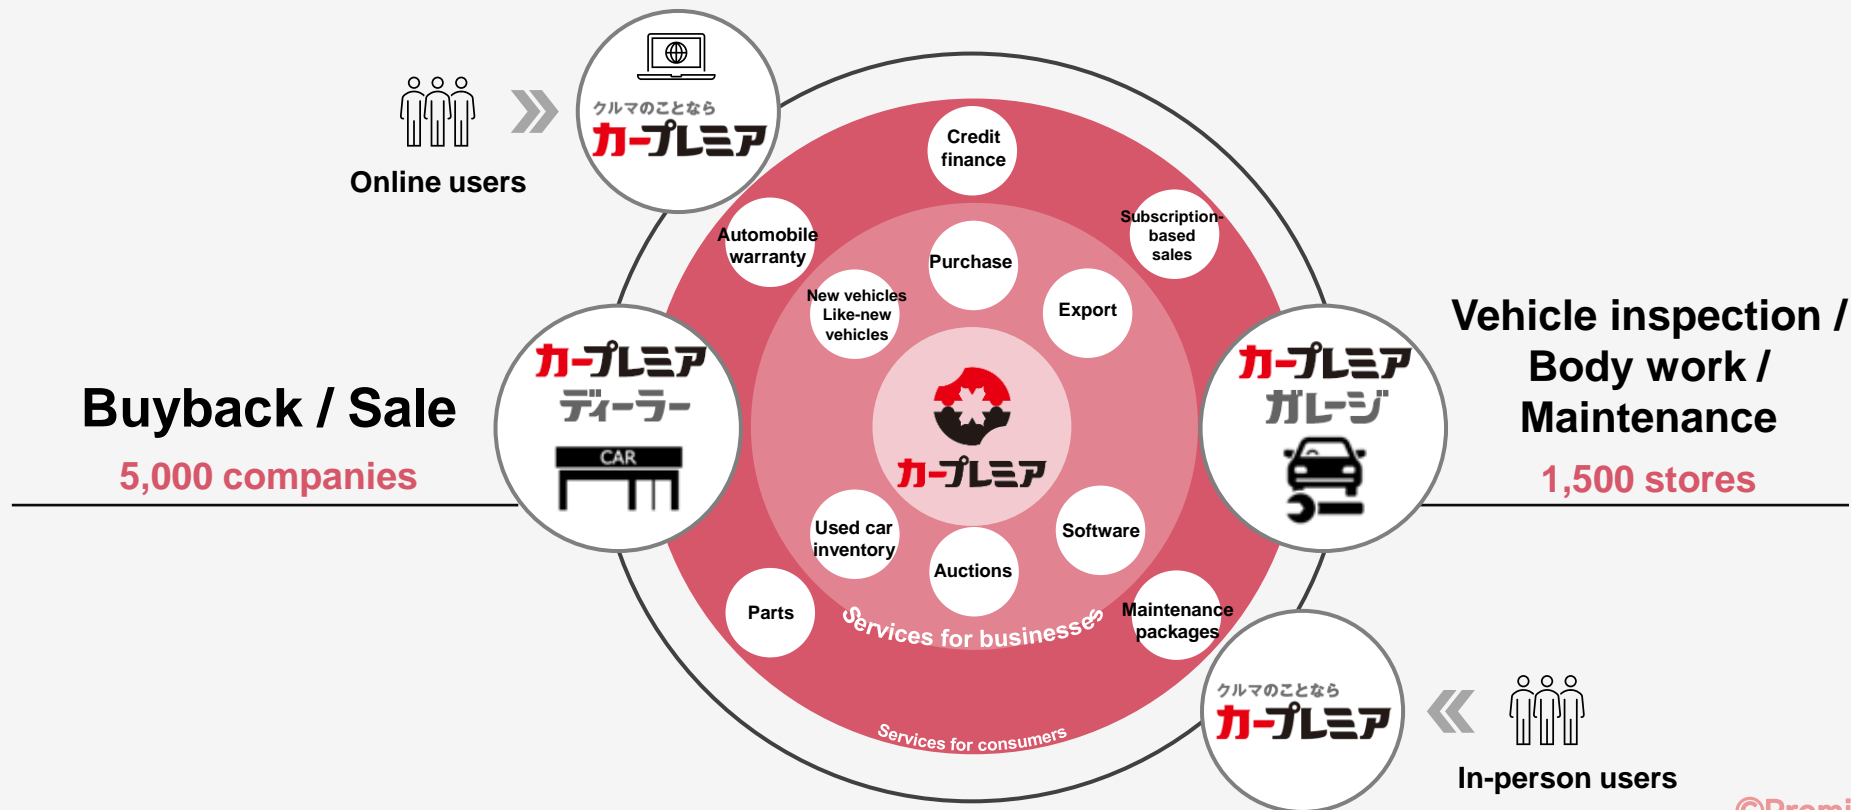 クルマのことなら
カープレミア
Online users
Credit
finance
Automobile
warranty
Subscription-
based
sales
Purchase
New vehicles
Like-new
vehicles
Export
カープレミア
ディーラー
CAR
Buyback / Sale
5,000 companies
カープレミア
カープレミア
ガレージ
Vehicle inspection /
Body work /
Maintenance
1,500 stores
Used car
inventory
Auctions
Software
Parts
Maintenance
packages
Services for businesses
Services for consumers
クルマのことなら
カープレミア
In-person users
©Premi